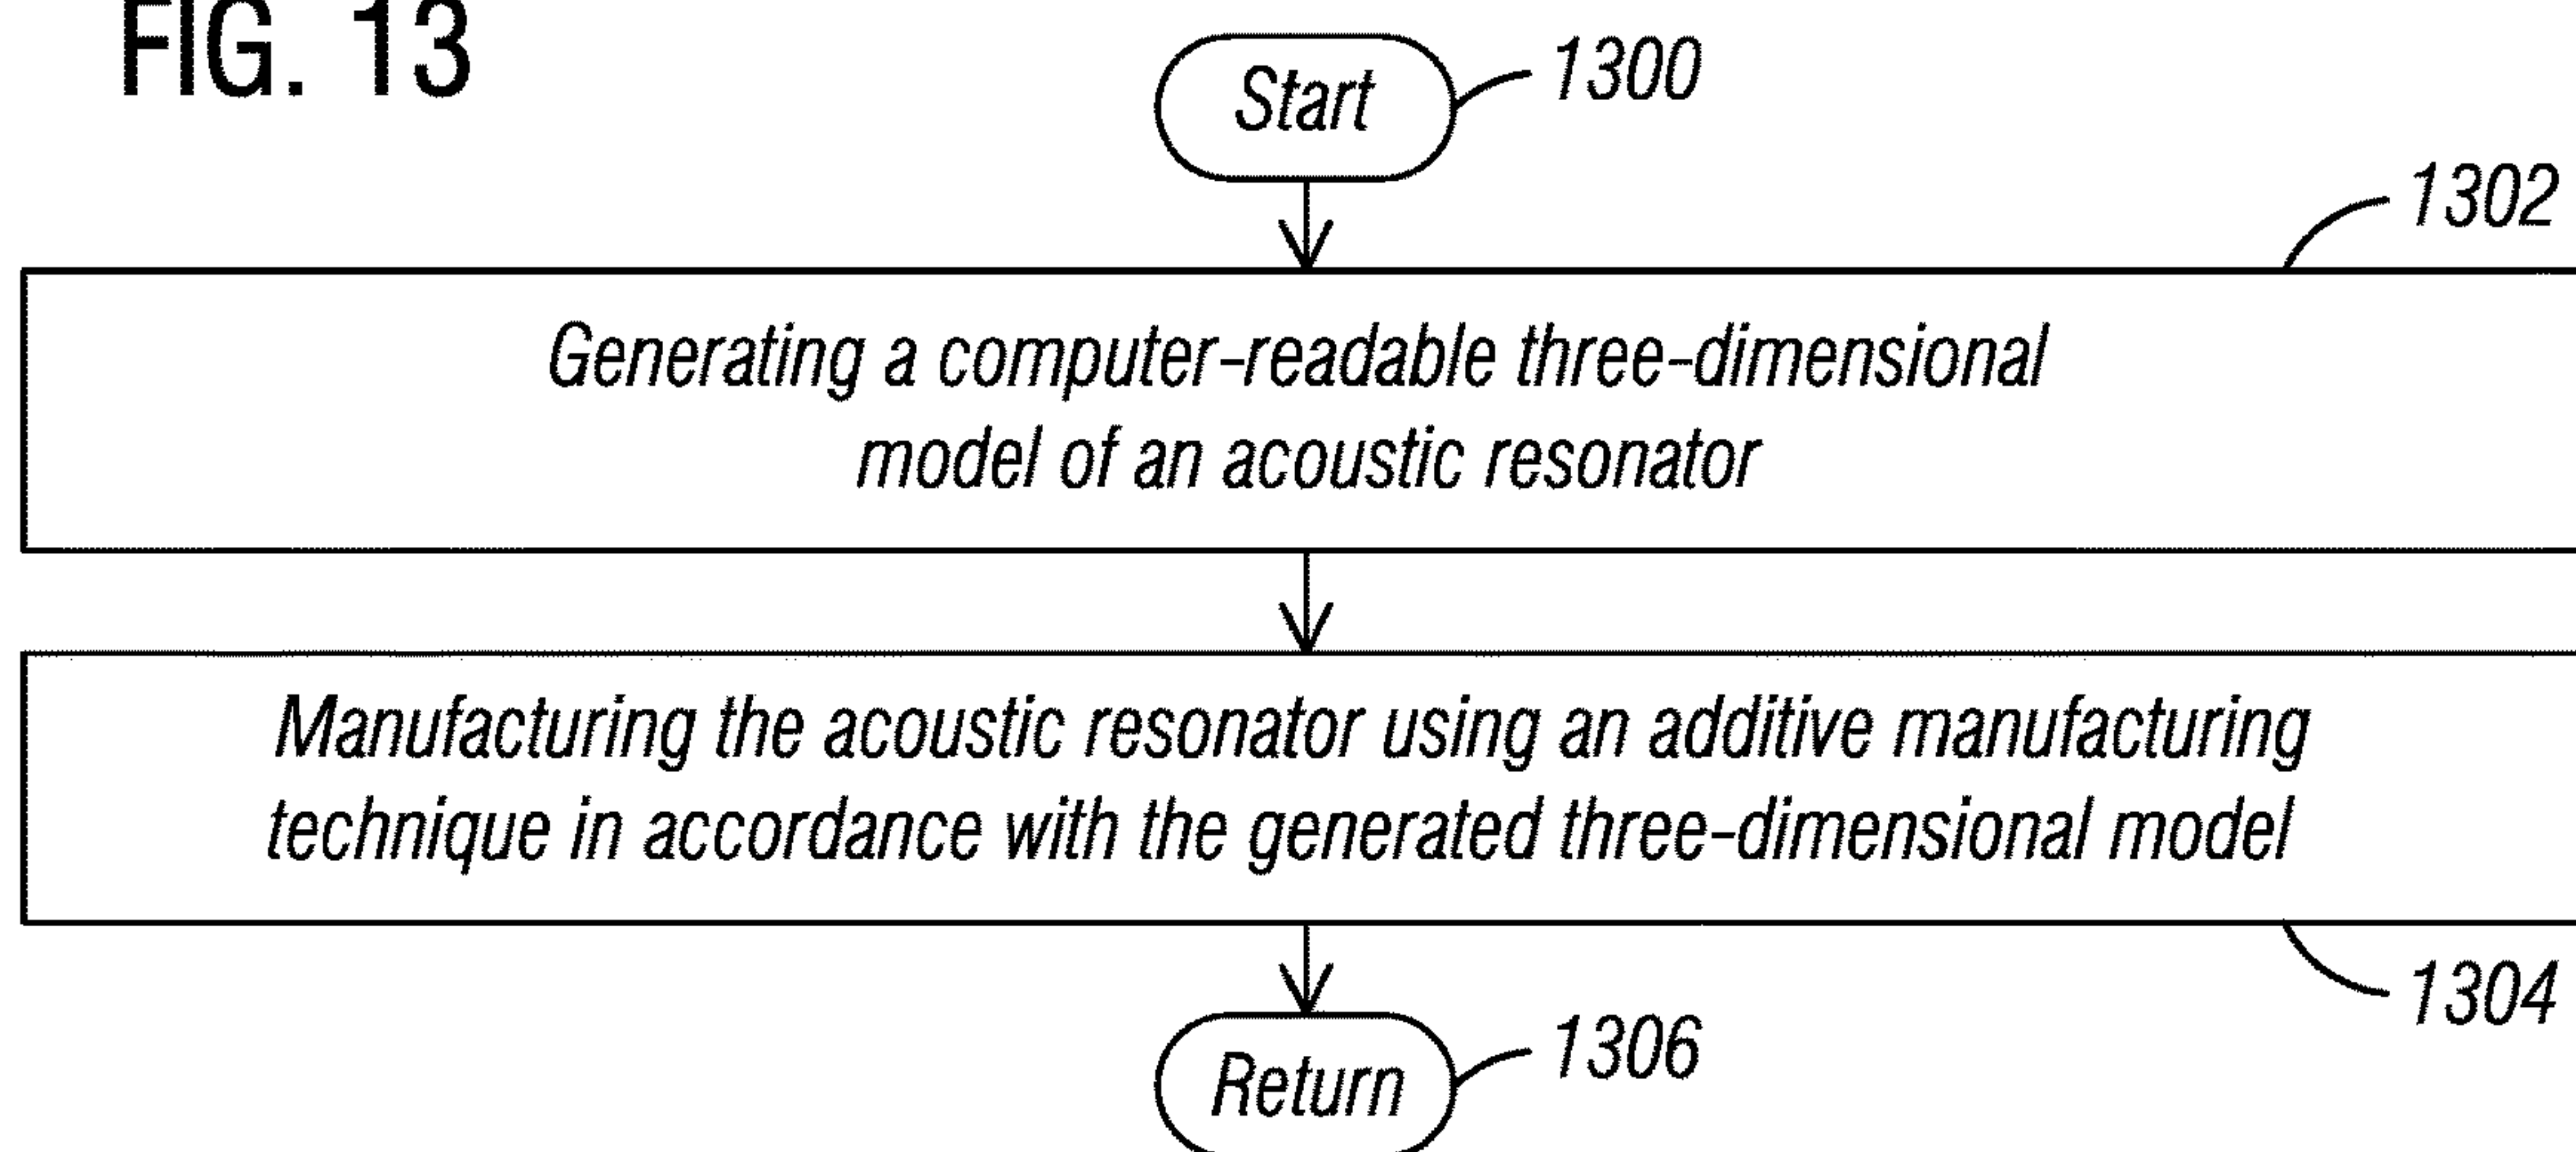 FIG. 13
Start
1300
1302
Generating a computer-readable three-dimensional
model of an acoustic resonator
Manufacturing the acoustic resonator using an additive manufacturing
technique in accordance with the generated three-dimensional model
1304
Return
1306